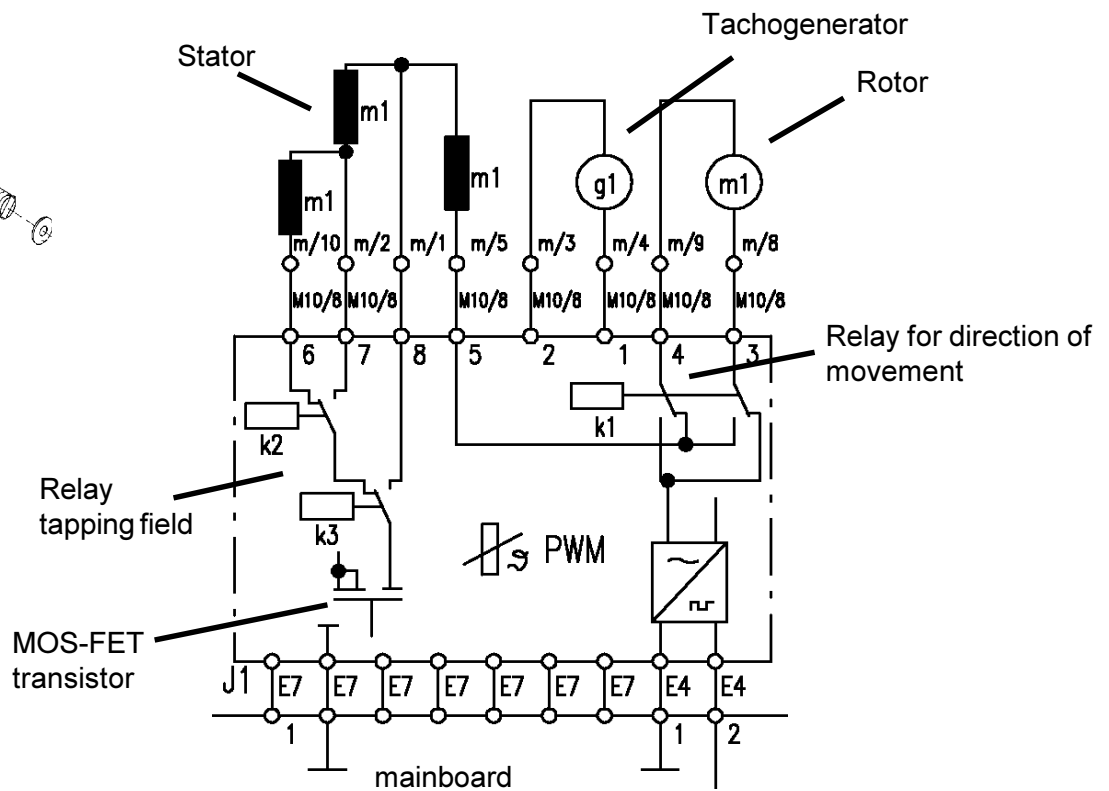 Tachogenerator
Stator
Rotor
m1
m1
m1
g1
m1
m/10 m/2 m/1 m/5 m/3 m/4 m/9 m/8
M10/8 M10/8 M10/8 M10/8 M10/8 M10/8 M10/8
6 7 8 5 2 1 4 3
Relay for direction of
movement
k2
k1
Relay
tapping field
k3
ϑ PWM
MOS-FET
transistor
J1 E7 E7 E7 E7 E7 E7 E7 E4 E4
1 1 2
mainboard